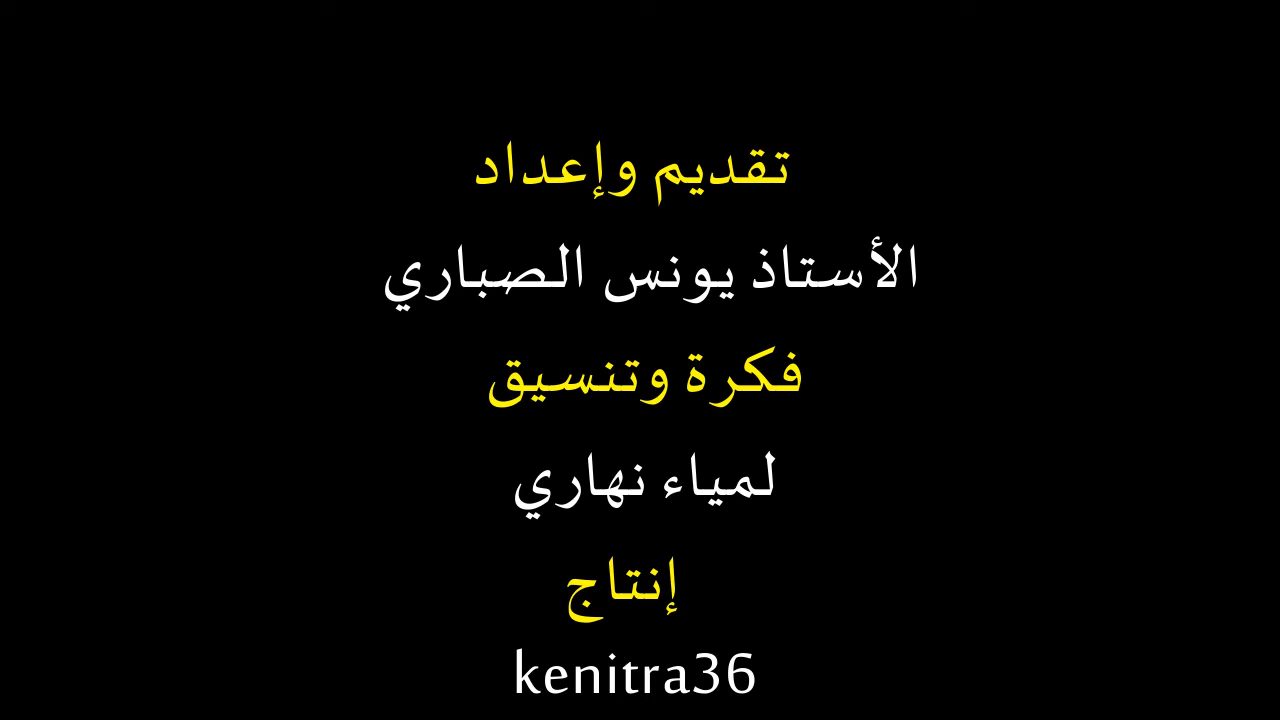 تقديم وإعداد
الأستاذ يونس الصباري
فكرة وتنسيق
لمياء نهاري
إنتاج
kenitra36